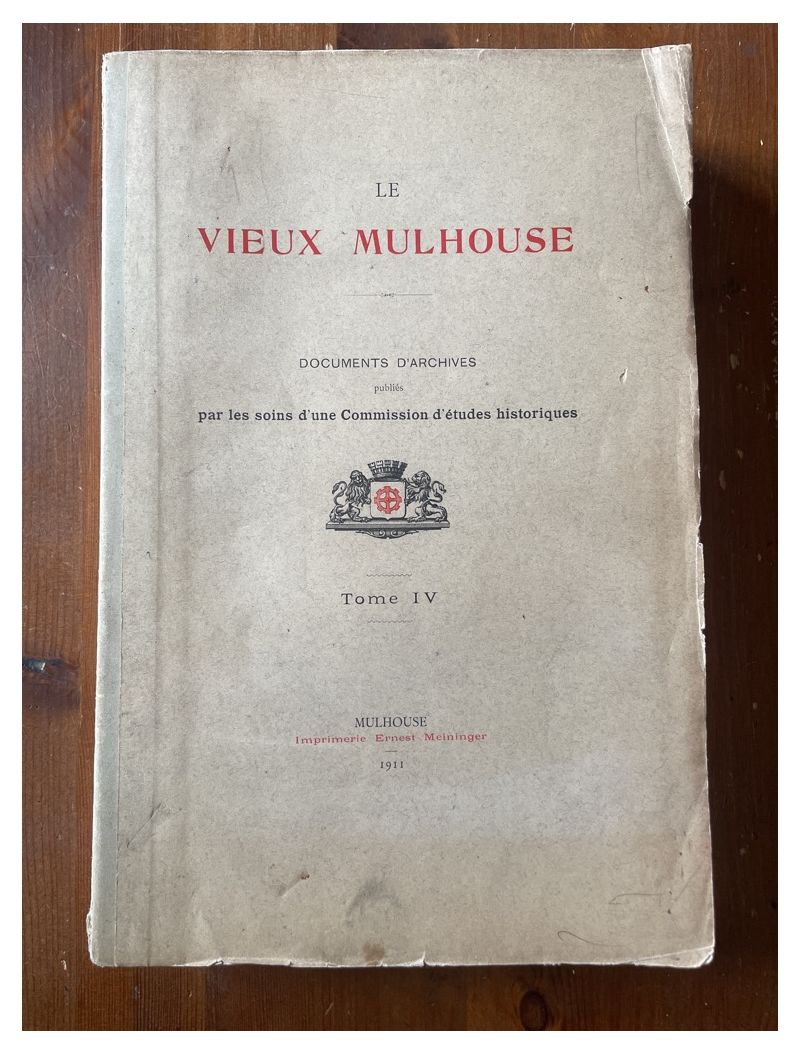 LE
VIEUX MULHOUSE
DOCUMENTS D'ARCHIVES
publiés
par les soins d'une Commission d'études historiques
Tome IV
MULHOUSE
Imprimerie Ernest Meininger
1911